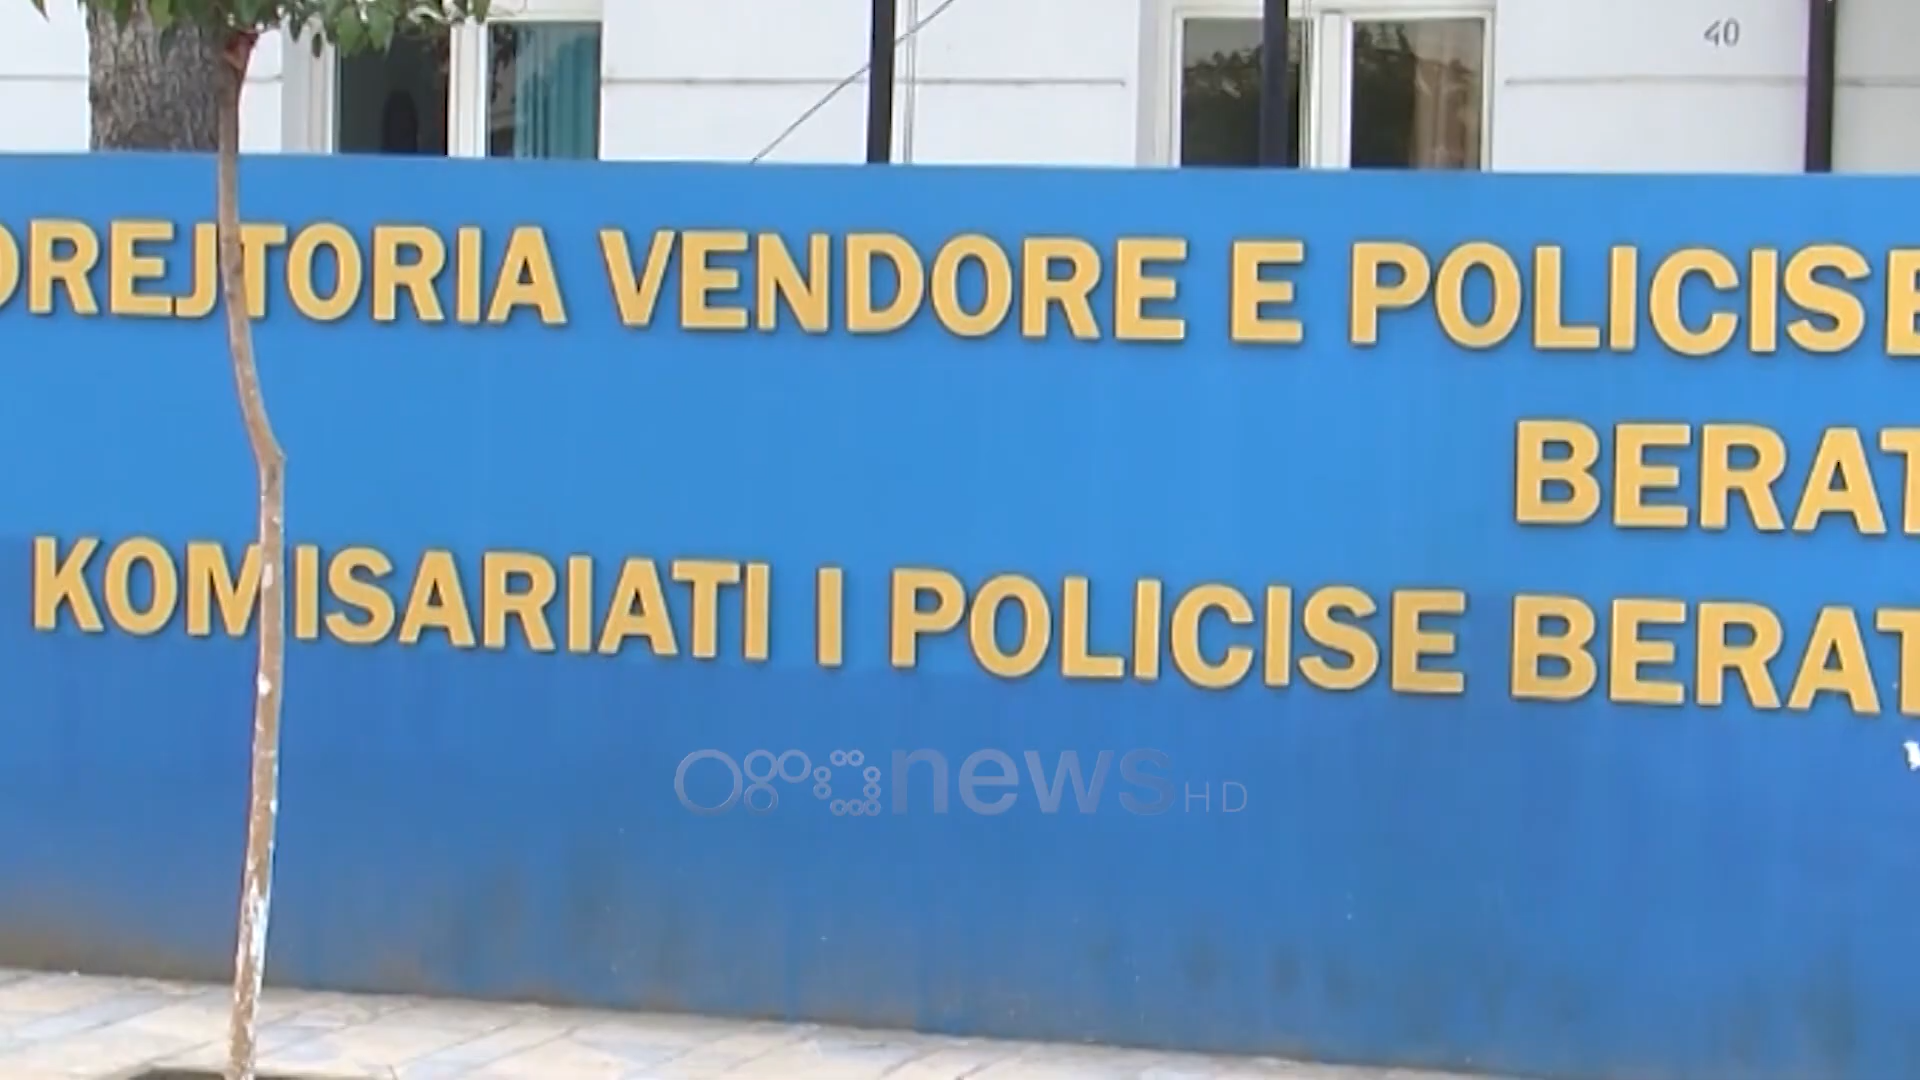 40
DREJTORIA VENDORE E POLICISE
BERAT
KOMISARIATI I POLICISE BERAT
news HD